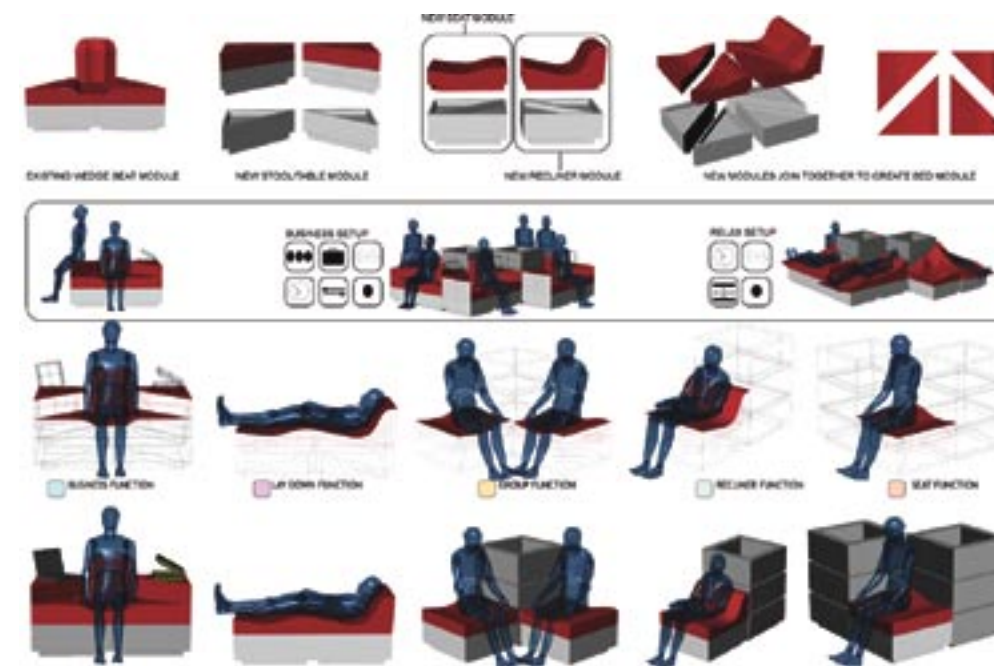 NEW SEAT MODULE
EXISTING WEDGE SEAT MODULE
NEW STOOL/TABLE MODULE
NEW RECLINER MODULE
NEW MODULES JOIN TOGETHER TO CREATE BED MODULE
BUSINESS SETUP
RELAX SETUP
BUSINESS FUNCTION
LAY DOWN FUNCTION
GROUP FUNCTION
RECLINER FUNCTION
SEAT FUNCTION